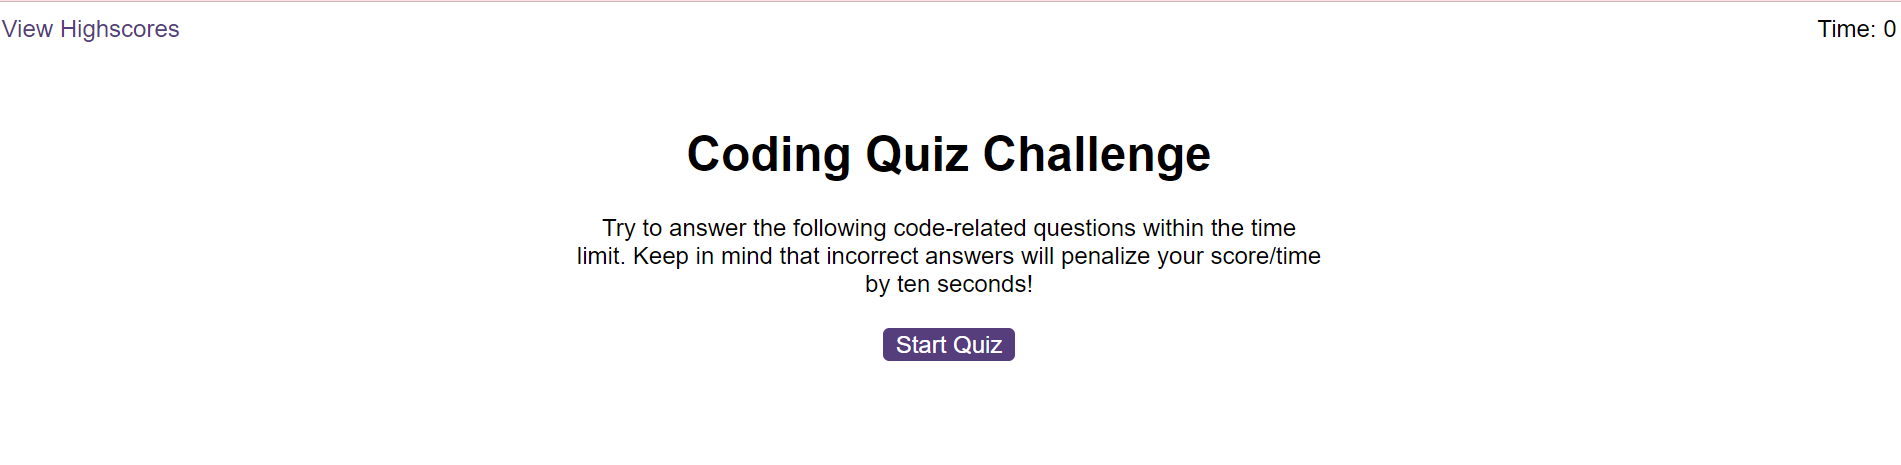 View Highscores
Time: 0
Coding Quiz Challenge
Try to answer the following code-related questions within the time
limit. Keep in mind that incorrect answers will penalize your score/time
by ten seconds!
Start Quiz